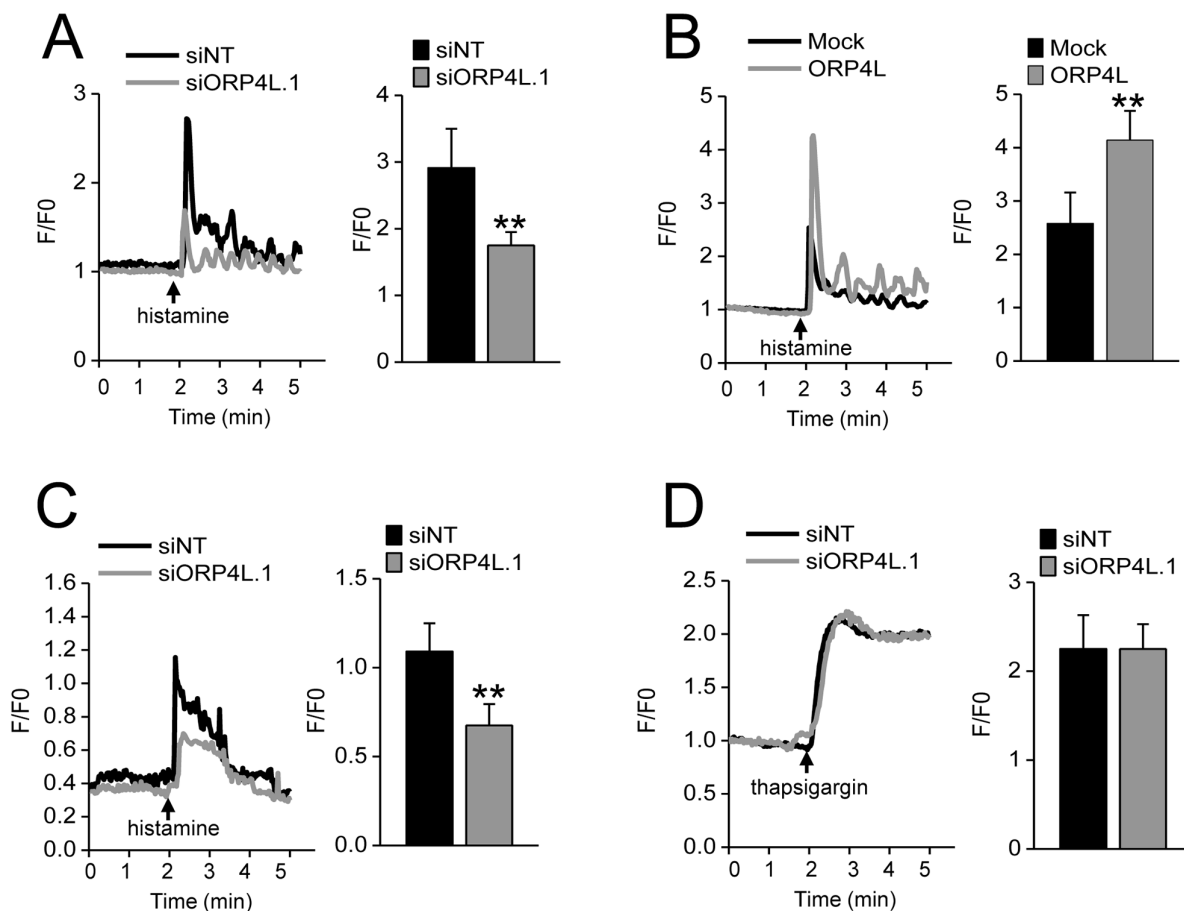 A
siNT
siORP4L.1
3
2
1
0
F/F0
histamine
0 1 2 3 4 5
Time (min)
siNT
siORP4L.1
4
3
2
1
0
F/F0
**
B
Mock
ORP4L
5
4
3
2
1
0
F/F0
histamine
0 1 2 3 4 5
Time (min)
Mock
ORP4L
5
4
3
2
1
0
F/F0
**
C
siNT
siORP4L.1
1.6
1.4
1.2
1.0
0.8
0.6
0.4
0.2
0.0
F/F0
histamine
0 1 2 3 4 5
Time (min)
siNT
siORP4L.1
1.5
1.0
0.5
0.0
F/F0
**
D
siNT
siORP4L.1
2.5
2.0
1.5
1.0
0.5
0.0
F/F0
thapsigargin
0 1 2 3 4 5
Time (min)
siNT
siORP4L.1
3
2
1
0
F/F0